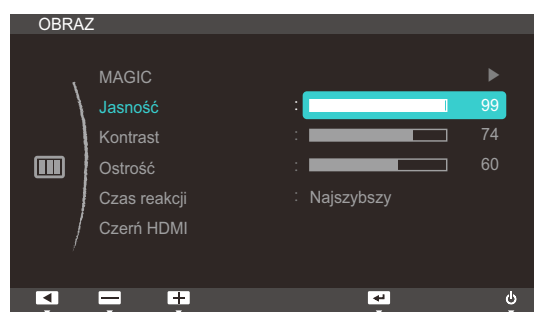 OBRAZ
MAGIC
Jasność : 99
Kontrast : 74
Ostrość : 60
Czas reakcji : Najszybszy
Czerń HDMI